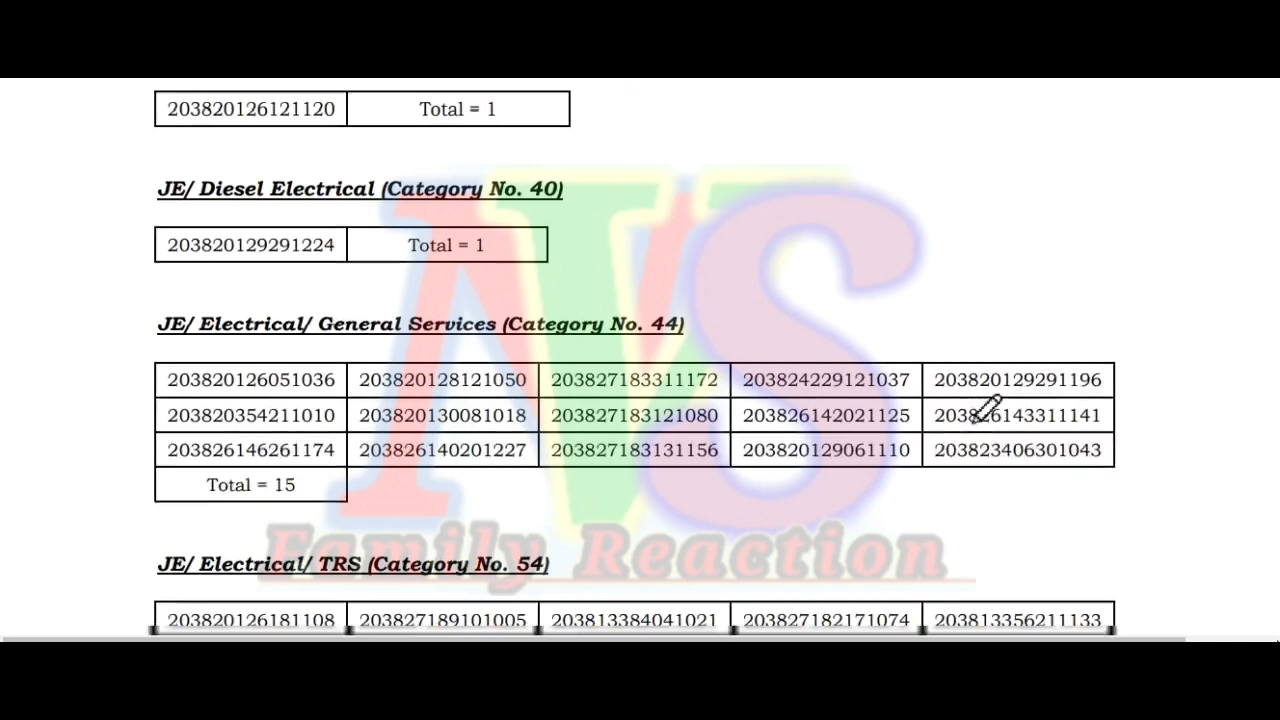 203820126121120 Total = 1
JE/ Diesel Electrical (Category No. 40)
203820129291224 Total = 1
JE/ Electrical/ General Services (Category No. 44)
203820126051036 203820128121050 203827183311172 203824229121037 203820129291196
203820354211010 203820130081018 203827183121080 203826142021125 203826143311141
203826146261174 203826140201227 203827183131156 203820129061110 203823406301043
Total = 15
NVS
Family Reaction
JE/ Electrical/ TRS (Category No. 54)
203820126181108 203827189101005 203813384041021 203827182171074 203813356211133